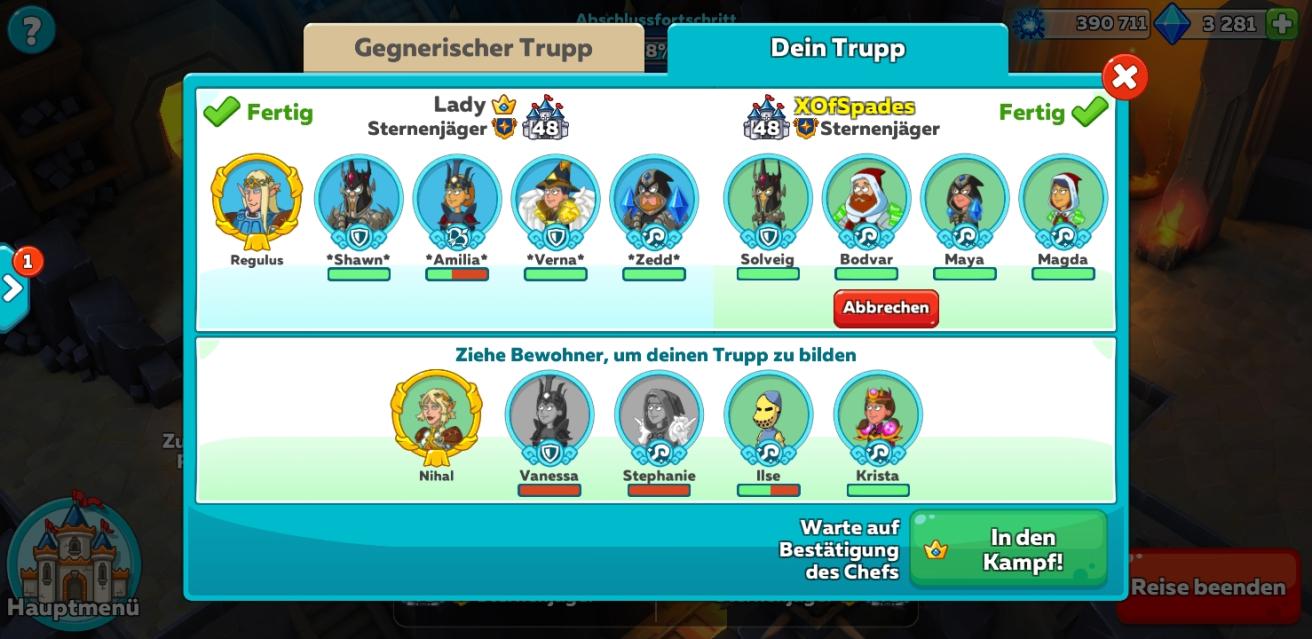 ?
Abschlussfortschritt
8%
390 711
3 281
Gegnerischer Trupp
Dein Trupp
Fertig
Lady
Sternenjäger
48
XOfSpades
48
Sternenjäger
Fertig
Regulus
*Shawn*
*Amilia*
*Verna*
*Zedd*
Solveig
Bodvar
Maya
Magda
1
Abbrechen
Ziehe Bewohner, um deinen Trupp zu bilden
Nihal
Vanessa
Stephanie
Ilse
Krista
Warte auf
Bestätigung
des Chefs
In den
Kampf!
Hauptmenü
Reise beenden